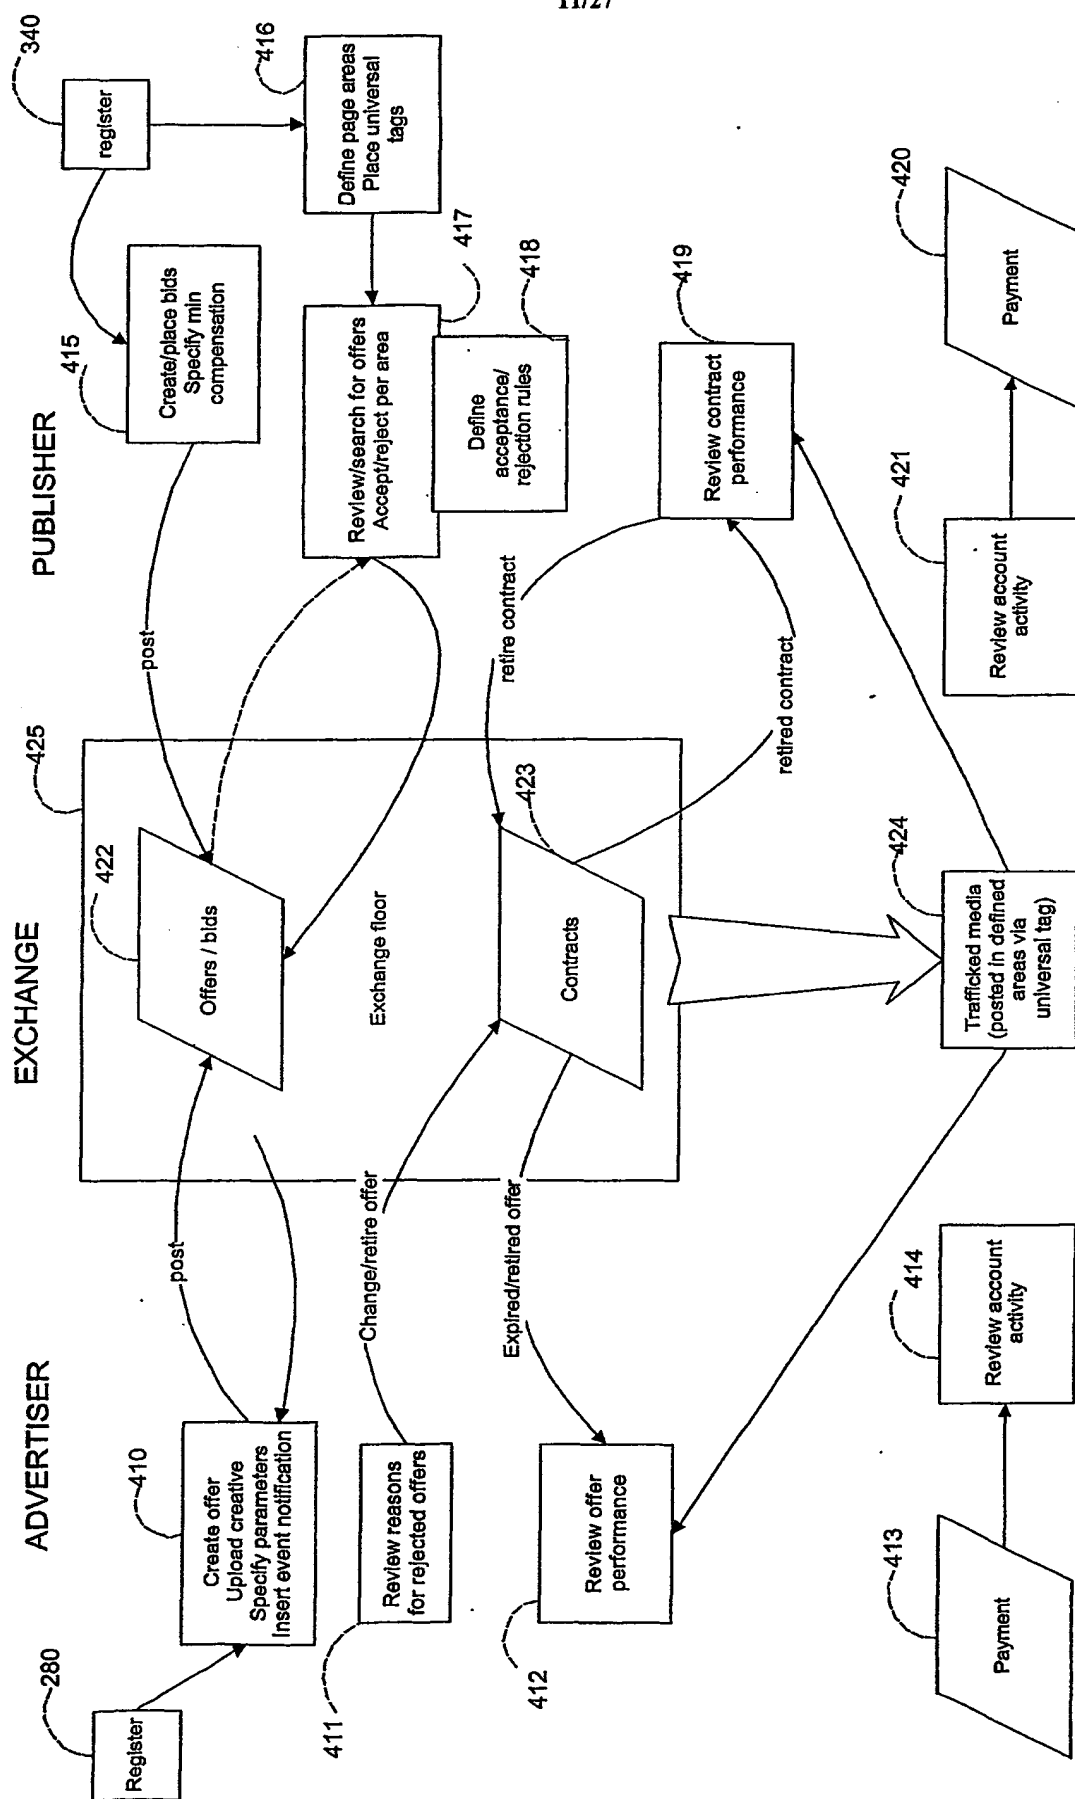 11/27
ADVERTISER
EXCHANGE
PUBLISHER
280
Register
410
Create offer
Upload creative
Specify parameters
Insert event notification
post
411
Review reasons
for rejected offers
Change/retire offer
412
Review offer
performance
Expired/retired offer
413
Payment
414
Review account
activity
425
422
Offers / bids
Exchange floor
423
Contracts
424
Trafficked media
(posted in defined
areas via
universal tag)
340
register
415
Create/place bids
Specify min
compensation
post
416
Define page areas
Place universal
tags
417
Review/search for offers
Accept/reject per area
418
Define
acceptance/
rejection rules
retire contract
retired contract
419
Review contract
performance
421
Review account
activity
420
Payment